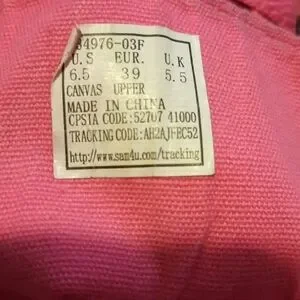 34976-03F
U.S EUR. U.K
6.5 39 5.5
CANVAS UPPER
MADE IN CHINA
CPSIA CODE: 52707 41000
TRACKING CODE: AH2AJFEC52
http://www.sam4u.com/tracking